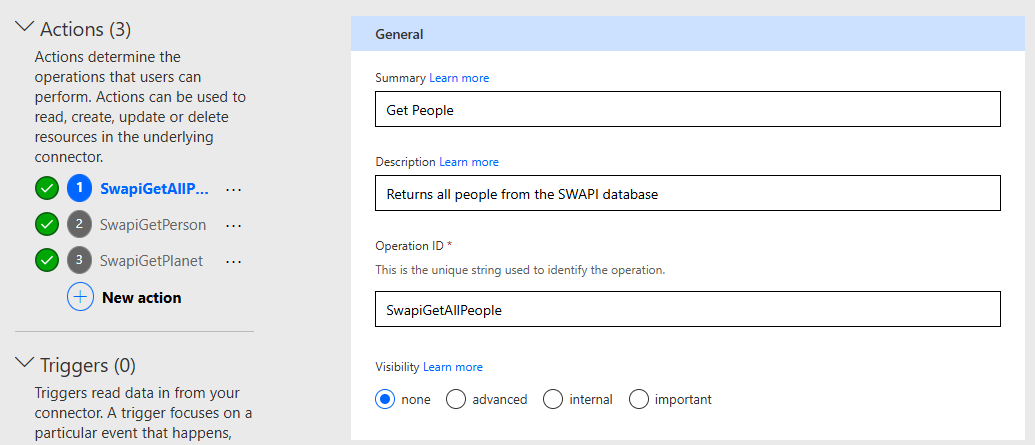 Actions (3)
Actions determine the
operations that users can
perform. Actions can be used to
read, create, update or delete
resources in the underlying
connector.
1 SwapiGetAllP... ...
2 SwapiGetPerson ...
3 SwapiGetPlanet ...
New action
Triggers (0)
Triggers read data in from your
connector. A trigger focuses on a
particular event that happens,
General
Summary Learn more
Get People
Description Learn more
Returns all people from the SWAPI database
Operation ID *
This is the unique string used to identify the operation.
SwapiGetAllPeople
Visibility Learn more
none advanced internal important